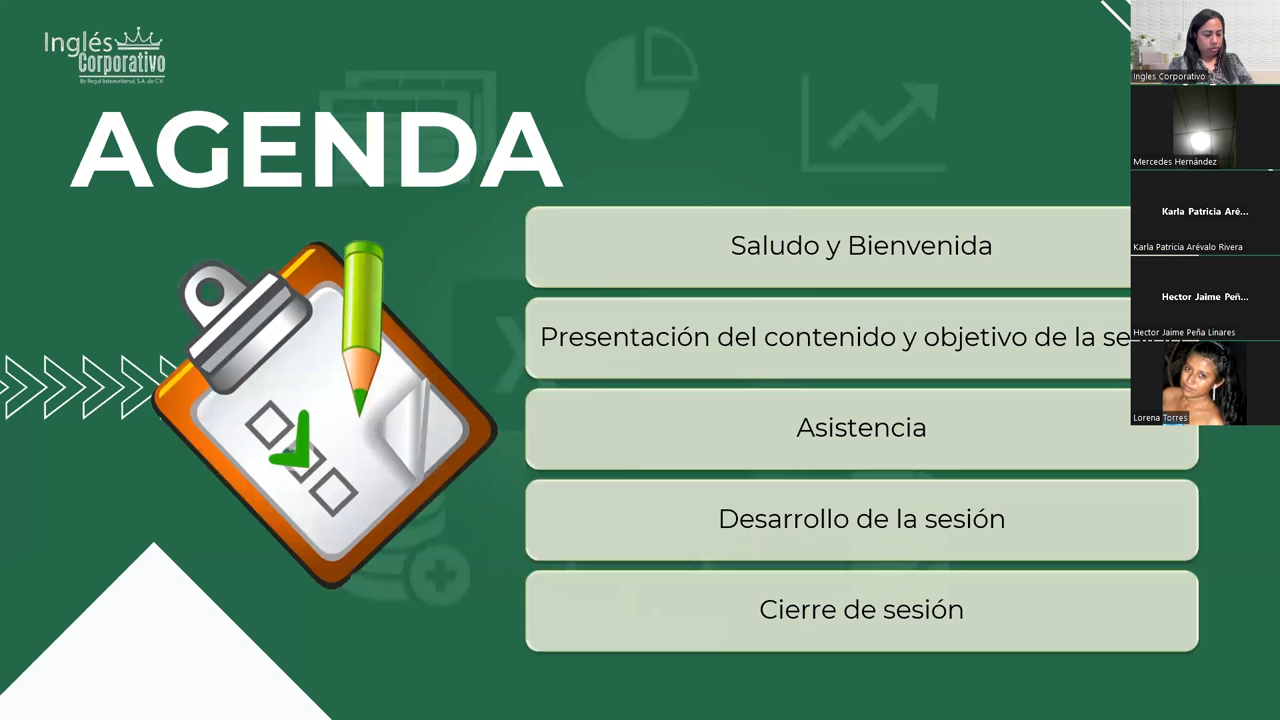 Inglés
Corporativo
By Regal International, S.A. de C.V.
AGENDA
Saludo y Bienvenida
Presentación del contenido y objetivo de la
Asistencia
Desarrollo de la sesión
Cierre de sesión
Ingles Corporativo
Mercedes Hernández
Karla Patricia Aré...
Karla Patricia Arévalo Rivera
Hector Jaime Peñ...
Hector Jaime Peña Linares
Lorena Torres